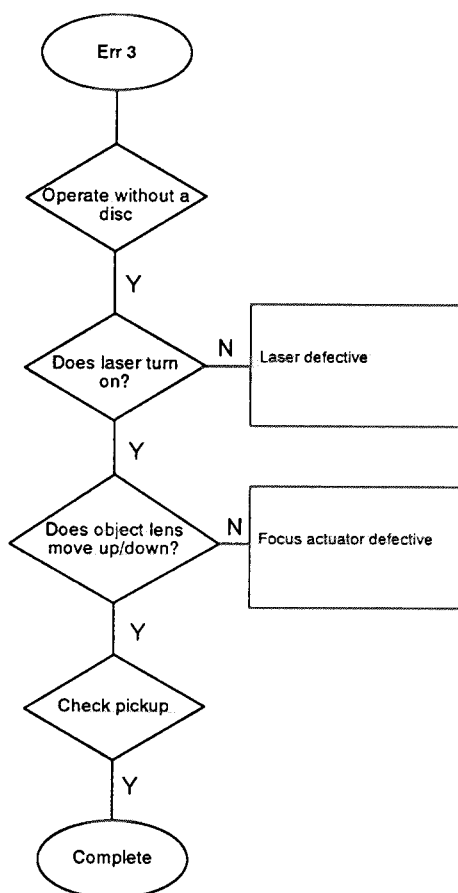 Err 3
Operate without a
disc
Y
Does laser turn
on?
N
Laser defective
Y
Does object lens
move up/down?
N
Focus actuator defective
Y
Check pickup
Y
Complete